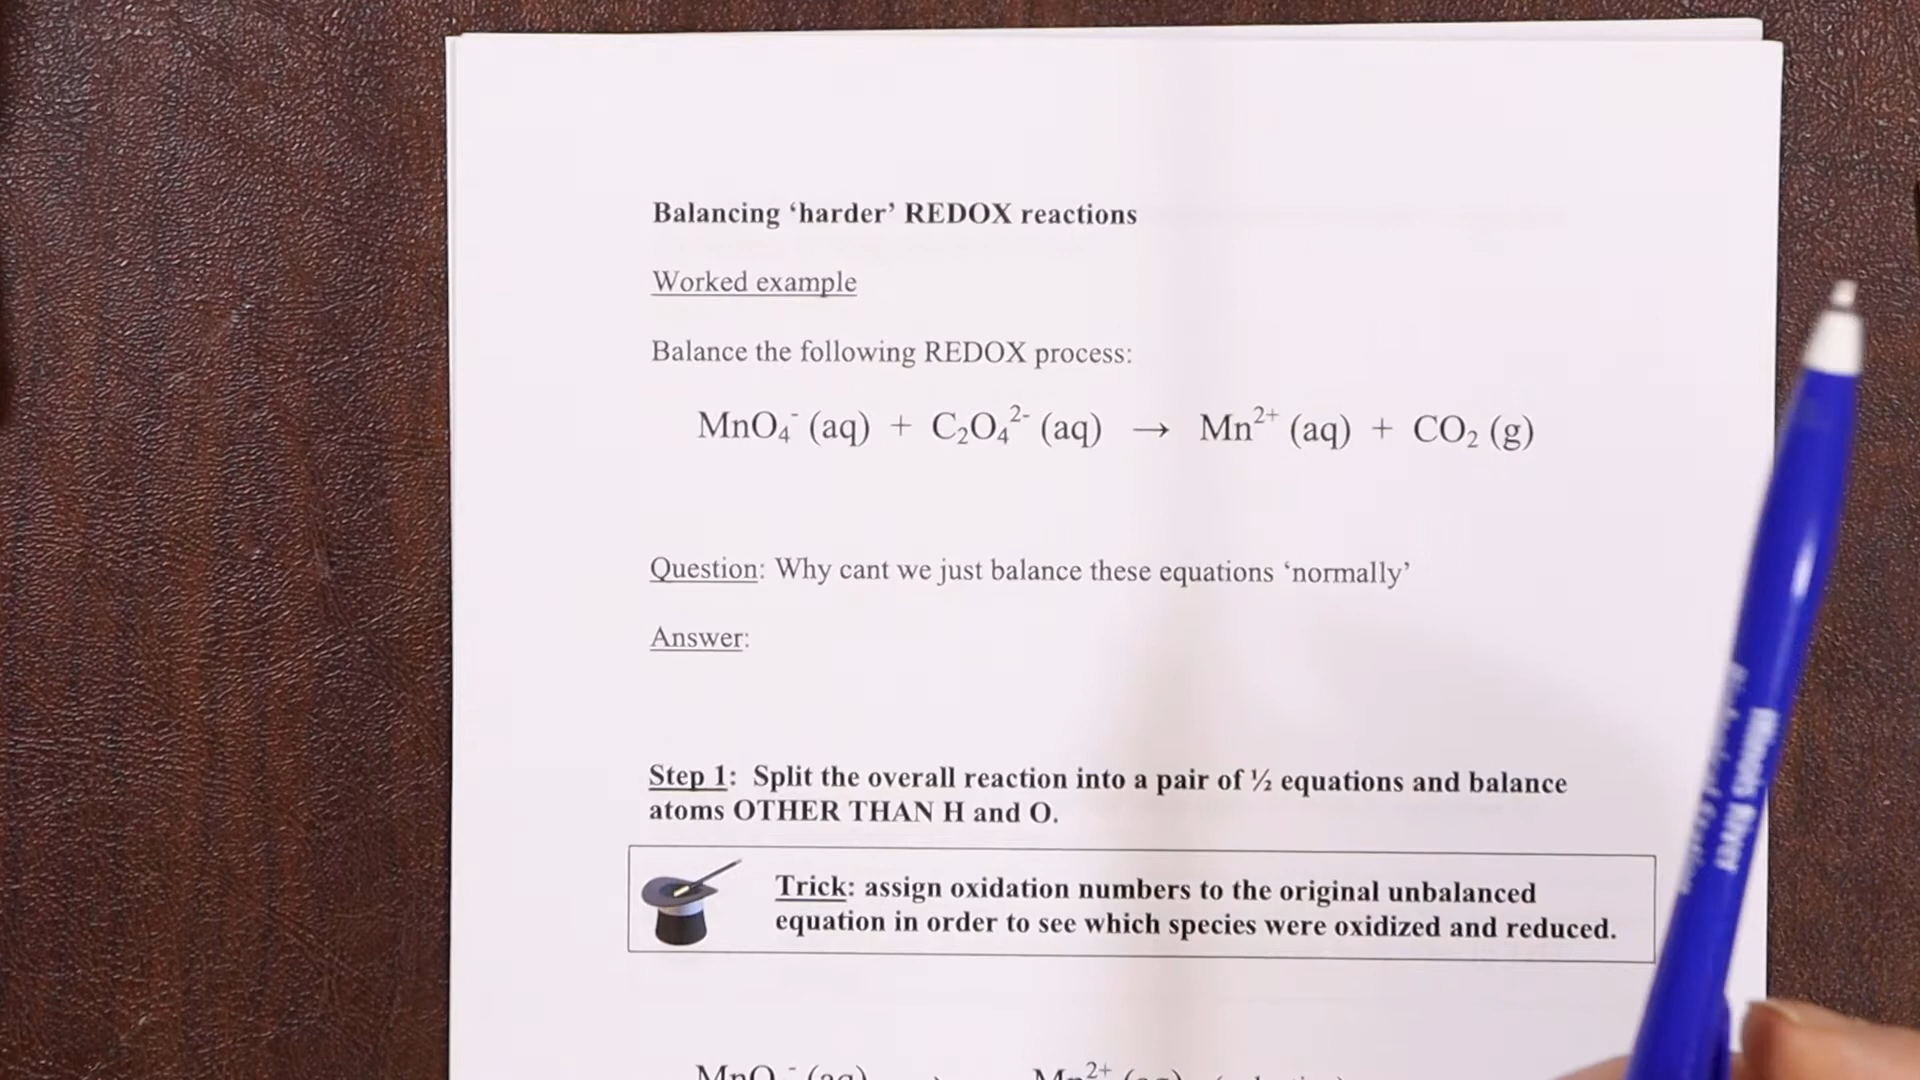 Balancing ‘harder’ REDOX reactions
Worked example
Balance the following REDOX process:
MnO₄⁻ (aq) + C₂O₄²⁻ (aq) → Mn²⁺ (aq) + CO₂ (g)
Question: Why cant we just balance these equations ‘normally’
Answer:
Step 1: Split the overall reaction into a pair of ½ equations and balance
atoms OTHER THAN H and O.
Trick: assign oxidation numbers to the original unbalanced
equation in order to see which species were oxidized and reduced.
Mn²⁺